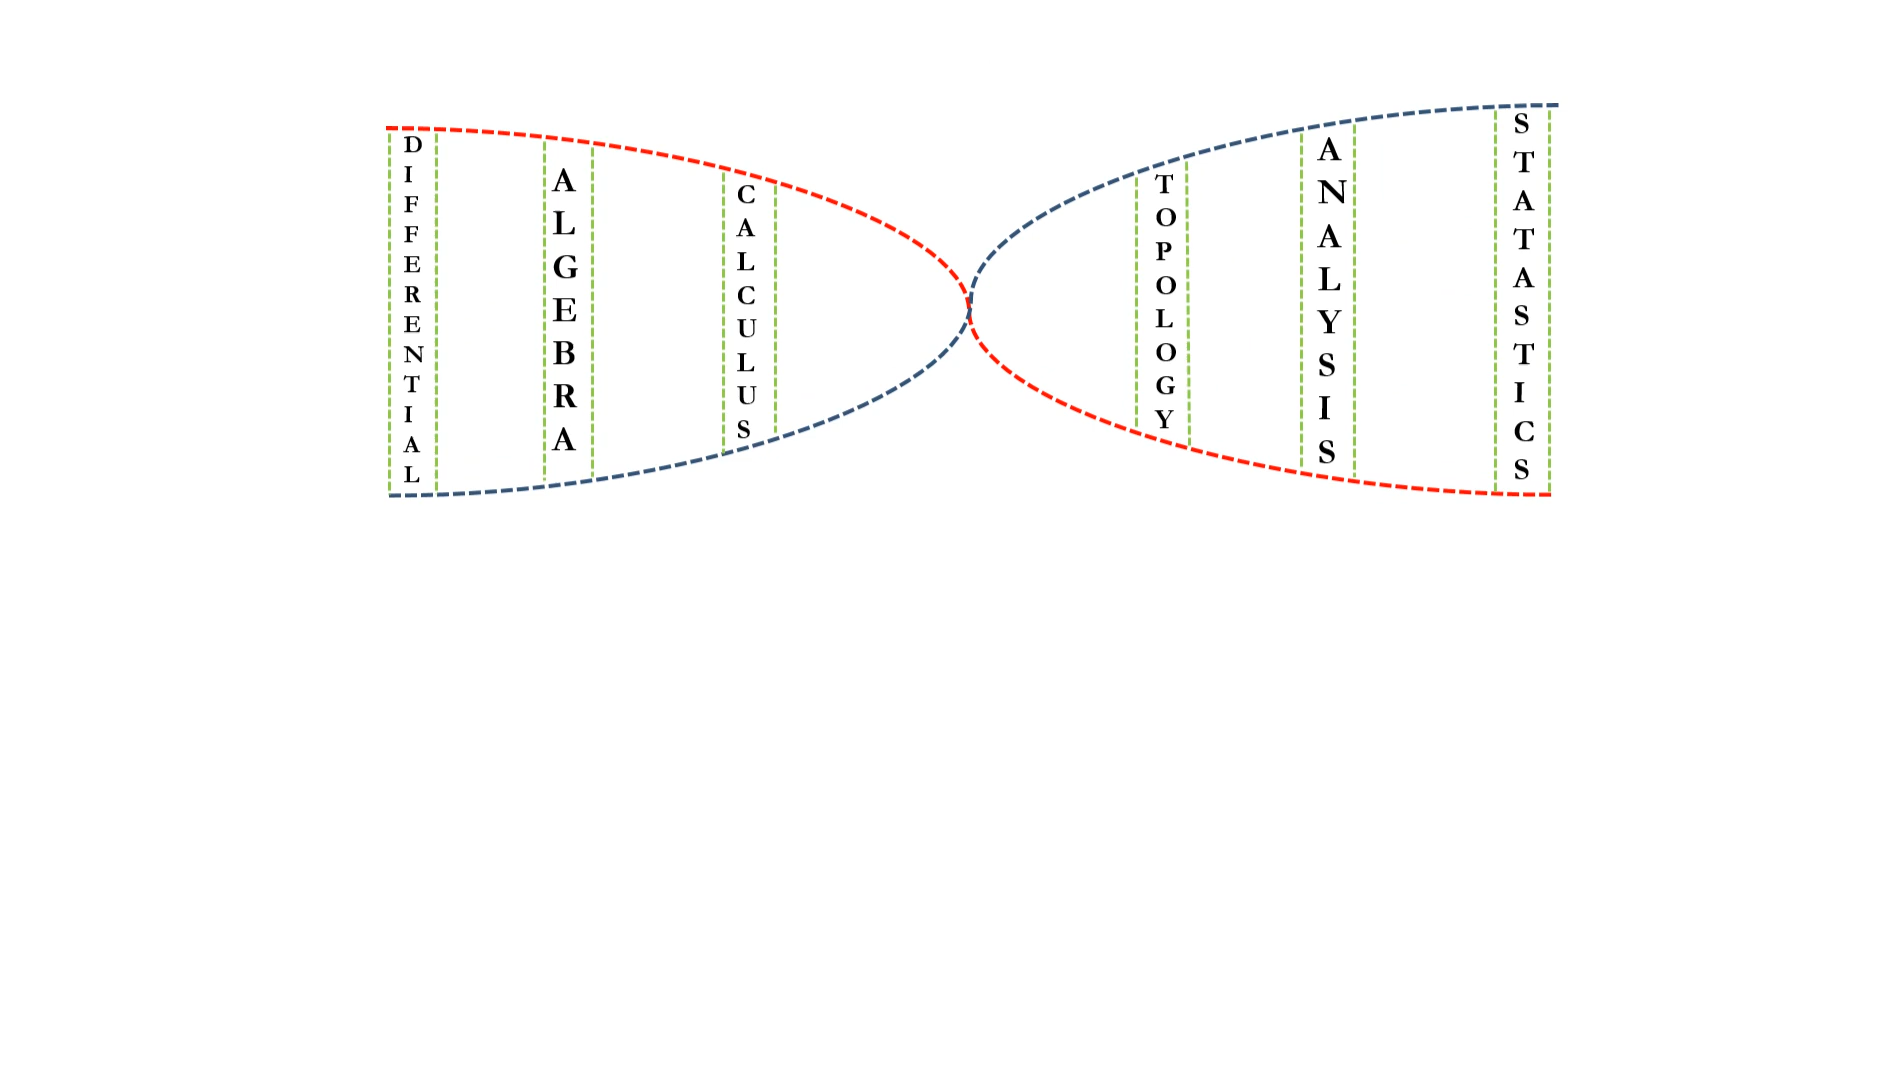 DIFFERENTIAL
ALGEBRA
CALCULUS
TOPOLOGY
ANALYSIS
STATASTICS